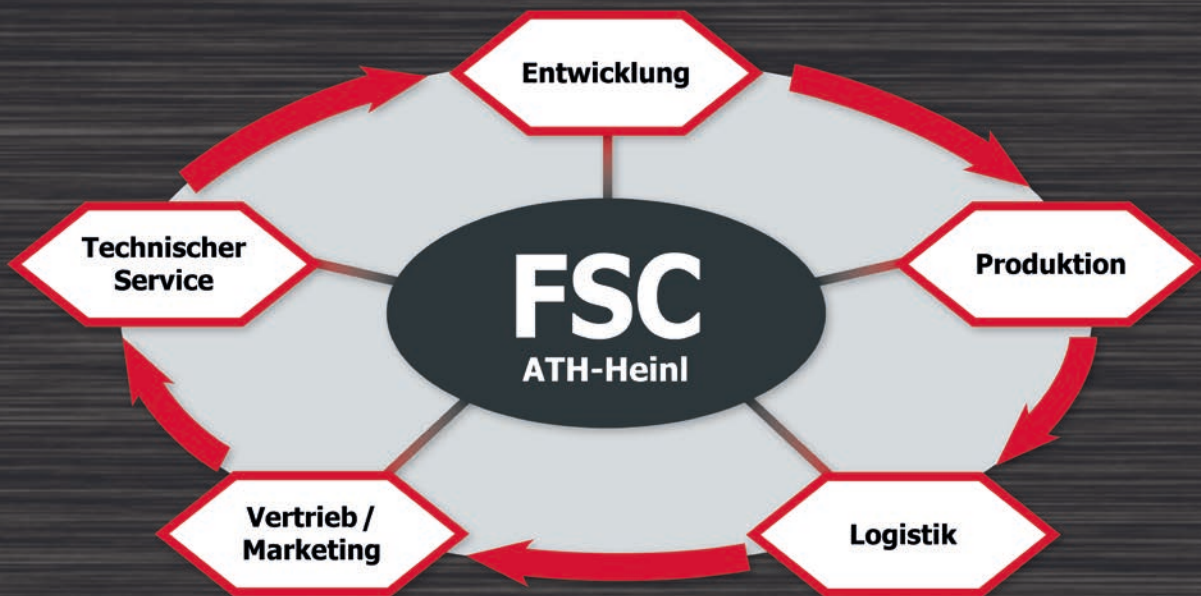 Entwicklung
Technischer
Service
Produktion
FSC
ATH-Heinl
Vertrieb /
Marketing
Logistik